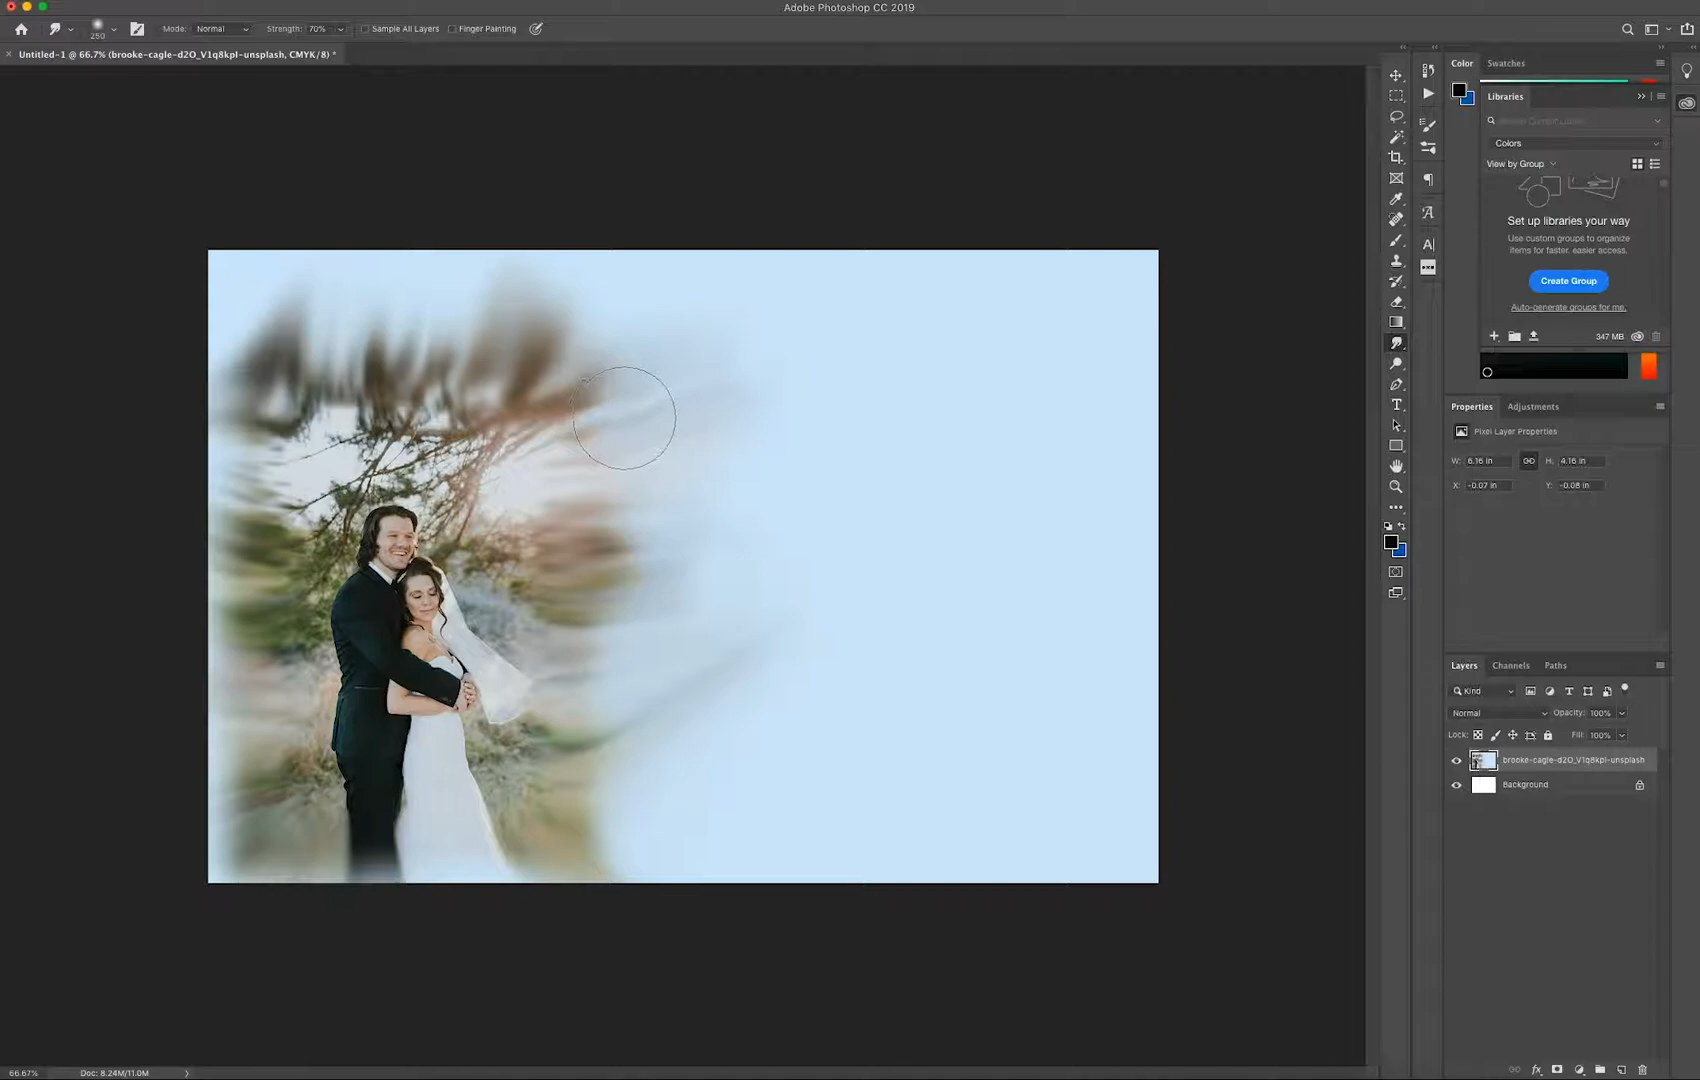 Adobe Photoshop CC 2019
250
Mode: Normal
Strength: 70%
Sample All Layers
Finger Painting
Untitled-1 @ 66.7% (brooke-cagle-d2O_V1q8kpI-unsplash, CMYK/8) *
Color
Swatches
Libraries
Colors
View by Group
Set up libraries your way
Use custom groups to organize
items for faster, easier access.
Create Group
Auto-generate groups for me.
347 MB
Properties
Adjustments
Pixel Layer Properties
W: 6.16 in
H: 4.16 in
X: -0.07 in
Y: -0.08 in
Layers
Channels
Paths
Kind
Normal
Opacity: 100%
Lock:
Fill: 100%
brooke-cagle-d2O_V1q8kpI-unsplash
Background
66.67%
Doc: 8.24M/11.0M